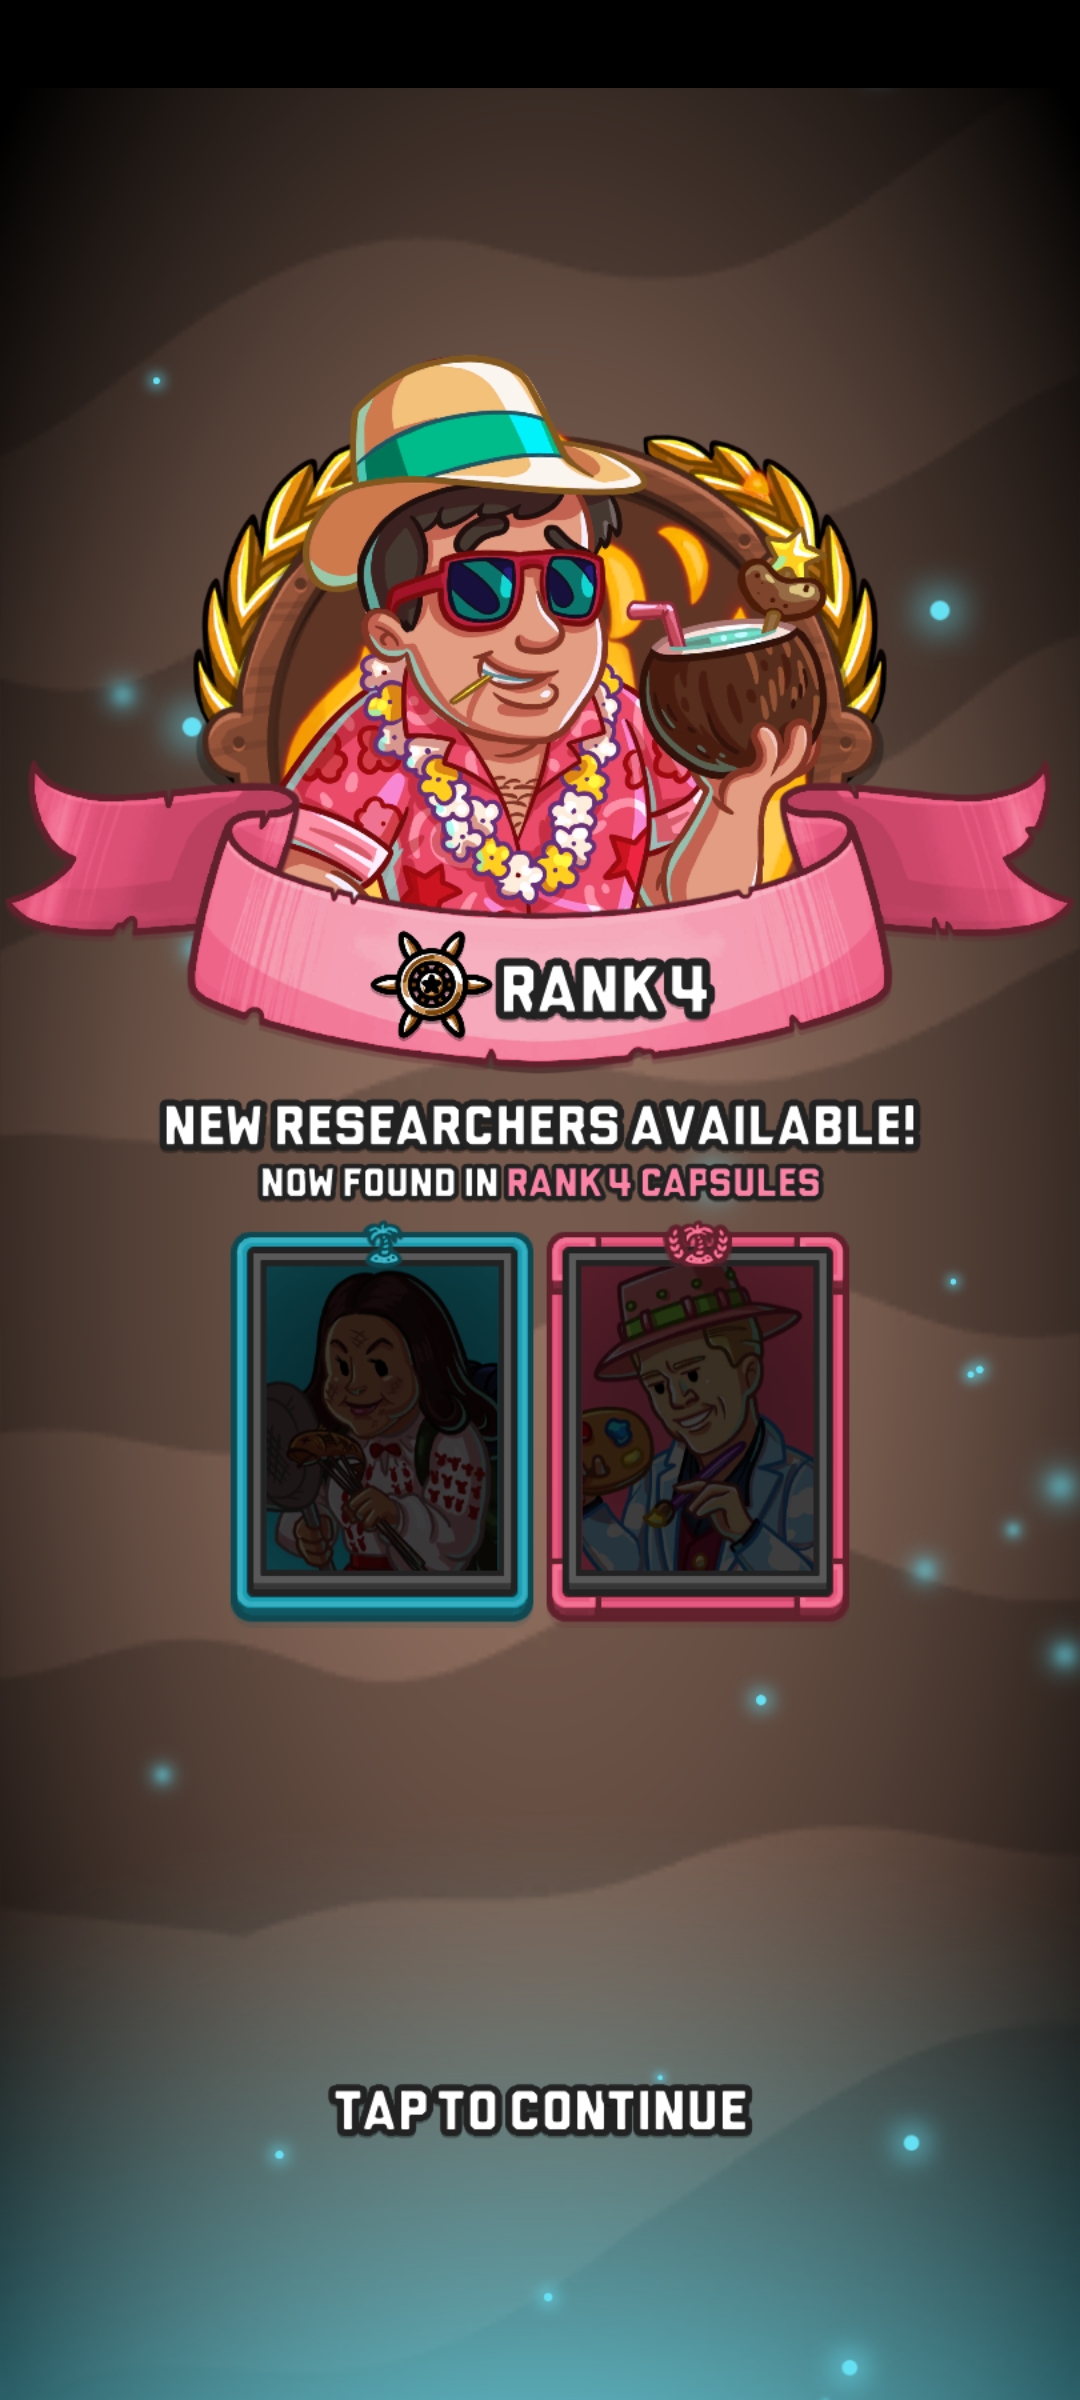 RANK 4
NEW RESEARCHERS AVAILABLE!
NOW FOUND IN RANK 4 CAPSULES
TAP TO CONTINUE